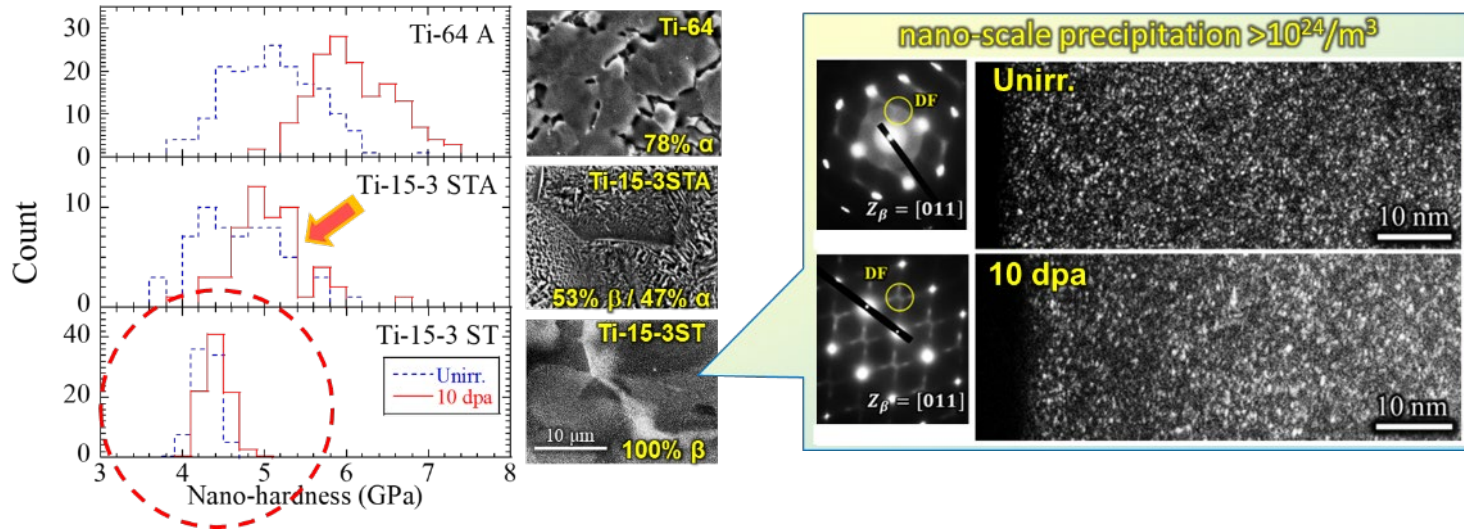 Count
30
20
10
0
Ti-64 A
10
0
Ti-15-3 STA
40
20
0
Ti-15-3 ST
Unirr.
10 dpa
3 4 5 6 7 8
Nano-hardness (GPa)
Ti-64
78% α
Ti-15-3STA
53% β / 47% α
Ti-15-3ST
10 μm
100% β
nano-scale precipitation >10²⁴/m³
DF
Zβ = [011]
Unirr.
10 nm
DF
Zβ = [011]
10 dpa
10 nm